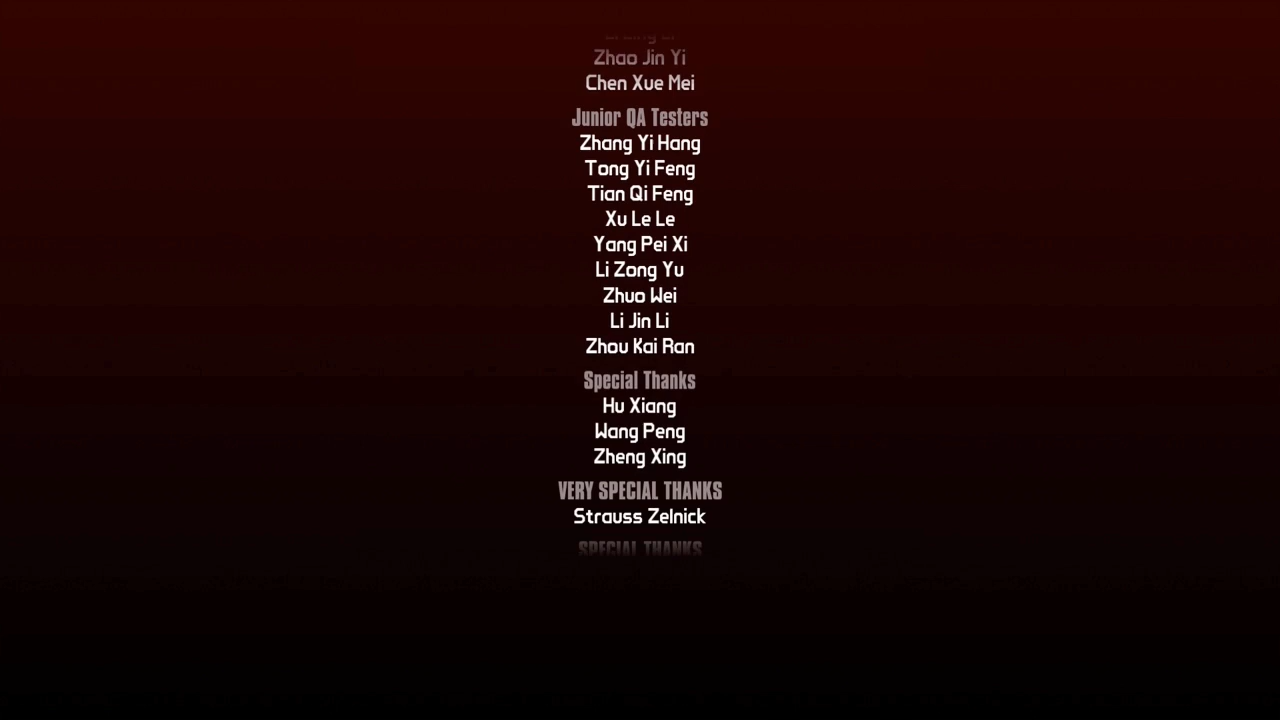 Zhao Jin Yi
Chen Xue Mei
Junior QA Testers
Zhang Yi Hang
Tong Yi Feng
Tian Qi Feng
Xu Le Le
Yang Pei Xi
Li Zong Yu
Zhuo Wei
Li Jin Li
Zhou Kai Ran
Special Thanks
Hu Xiang
Wang Peng
Zheng Xing
VERY SPECIAL THANKS
Strauss Zelnick
SPECIAL THANKS